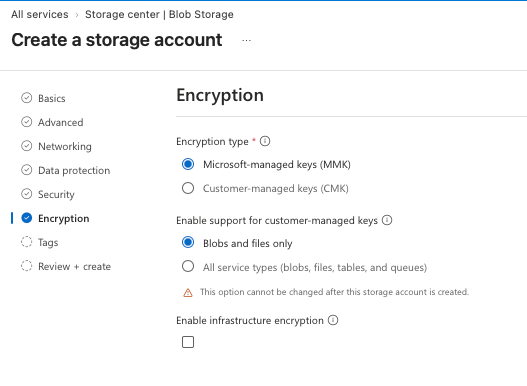 All services › Storage center | Blob Storage
Create a storage account ...
Basics
Advanced
Networking
Data protection
Security
Encryption
Tags
Review + create
Encryption
Encryption type *
Microsoft-managed keys (MMK)
Customer-managed keys (CMK)
Enable support for customer-managed keys
Blobs and files only
All service types (blobs, files, tables, and queues)
This option cannot be changed after this storage account is created.
Enable infrastructure encryption